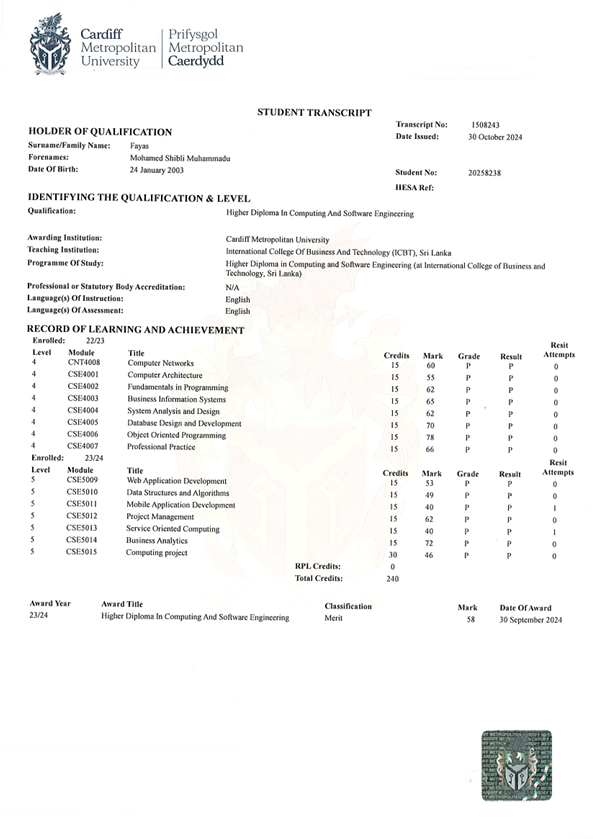 Cardiff Metropolitan University
Prifysgol Metropolitan Caerdydd
STUDENT TRANSCRIPT
Transcript No: 1508243
Date Issued: 30 October 2024
HOLDER OF QUALIFICATION
Surname/Family Name: Fayas
Forenames: Mohamed Shibli Muhammadu
Date Of Birth: 24 January 2003
Student No: 20258238
HESA Ref:
IDENTIFYING THE QUALIFICATION & LEVEL
Qualification: Higher Diploma In Computing And Software Engineering
Awarding Institution: Cardiff Metropolitan University
Teaching Institution: International College Of Business And Technology (ICBT), Sri Lanka
Programme Of Study: Higher Diploma in Computing and Software Engineering (at International College of Business and
Technology, Sri Lanka)
Professional or Statutory Body Accreditation: N/A
Language(s) Of Instruction: English
Language(s) Of Assessment: English
RECORD OF LEARNING AND ACHIEVEMENT
Enrolled: 22/23
Level Module Title Credits Mark Grade Result Resit Attempts
4 CNT4008 Computer Networks 15 60 P P 0
4 CSE4001 Computer Architecture 15 55 P P 0
4 CSE4002 Fundamentals in Programming 15 62 P P 0
4 CSE4003 Business Information Systems 15 65 P P 0
4 CSE4004 System Analysis and Design 15 62 P P 0
4 CSE4005 Database Design and Development 15 70 P P 0
4 CSE4006 Object Oriented Programming 15 78 P P 0
4 CSE4007 Professional Practice 15 66 P P 0
Enrolled: 23/24
Level Module Title Credits Mark Grade Result Resit Attempts
5 CSE5009 Web Application Development 15 53 P P 0
5 CSE5010 Data Structures and Algorithms 15 49 P P 0
5 CSE5011 Mobile Application Development 15 40 P P 1
5 CSE5012 Project Management 15 62 P P 0
5 CSE5013 Service Oriented Computing 15 40 P P 1
5 CSE5014 Business Analytics 15 72 P P 0
5 CSE5015 Computing project 30 46 P P 0
RPL Credits: 0
Total Credits: 240
Award Year Award Title Classification Mark Date Of Award
23/24 Higher Diploma In Computing And Software Engineering Merit 58 30 September 2024